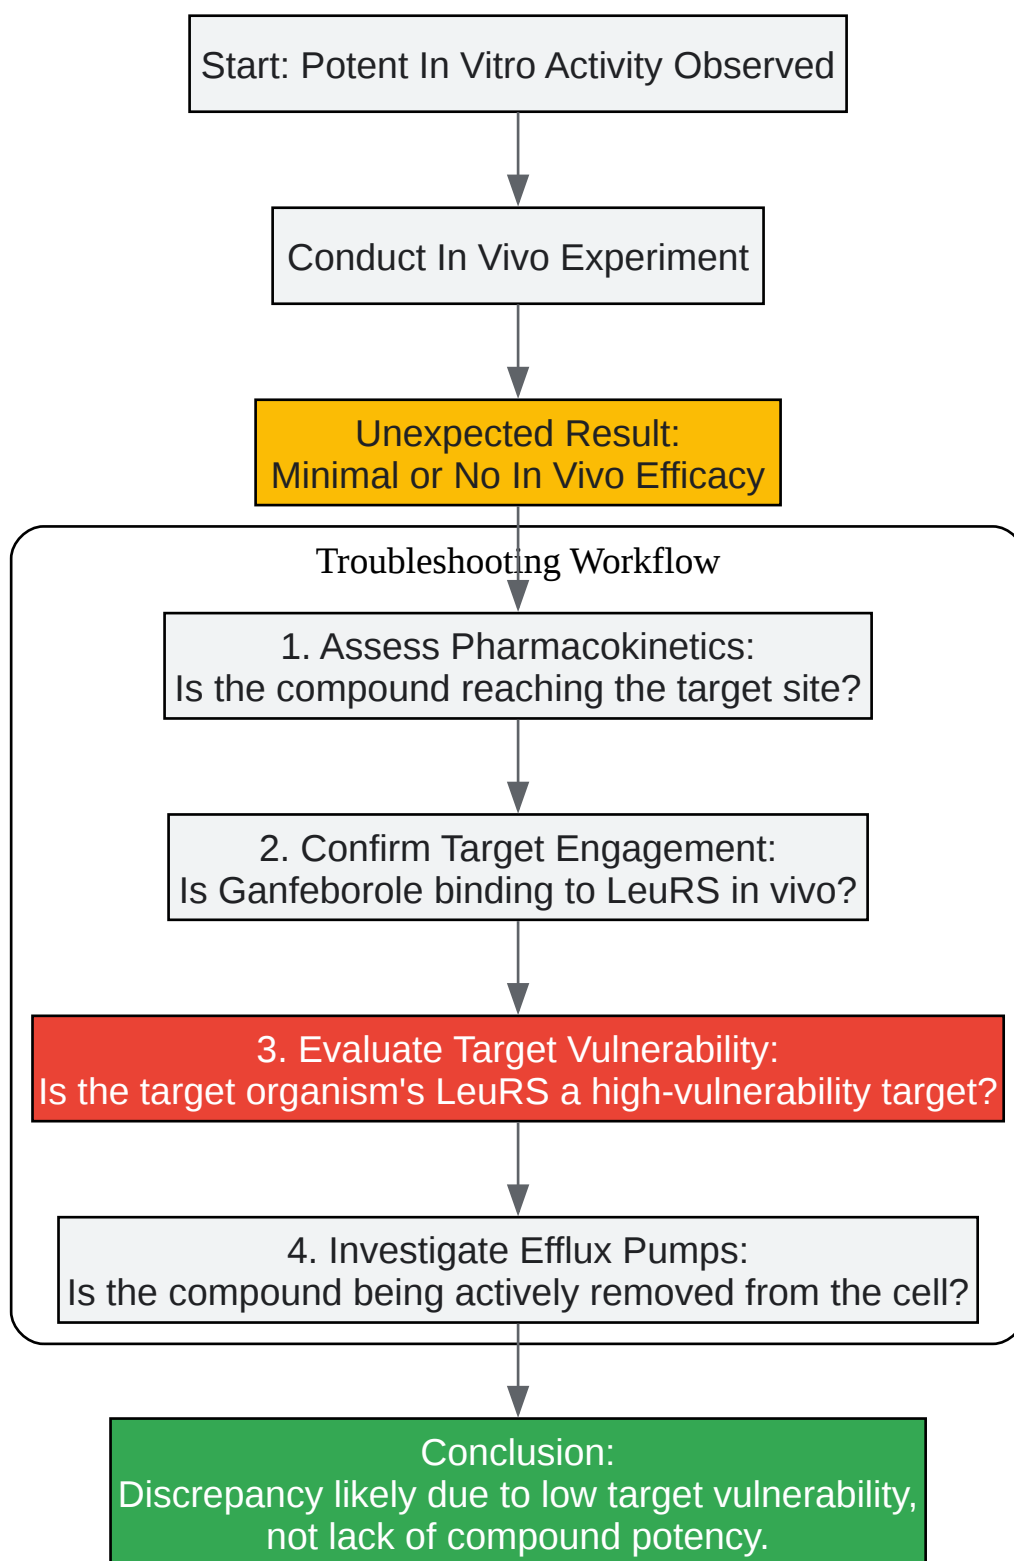 Start: Potent In Vitro Activity Observed
Conduct In Vivo Experiment
Unexpected Result:
Minimal or No In Vivo Efficacy
Troubleshooting Workflow
1. Assess Pharmacokinetics:
Is the compound reaching the target site?
2. Confirm Target Engagement:
Is Ganfeborole binding to LeuRS in vivo?
3. Evaluate Target Vulnerability:
Is the target organism's LeuRS a high-vulnerability target?
4. Investigate Efflux Pumps:
Is the compound being actively removed from the cell?
Conclusion:
Discrepancy likely due to low target vulnerability,
not lack of compound potency.